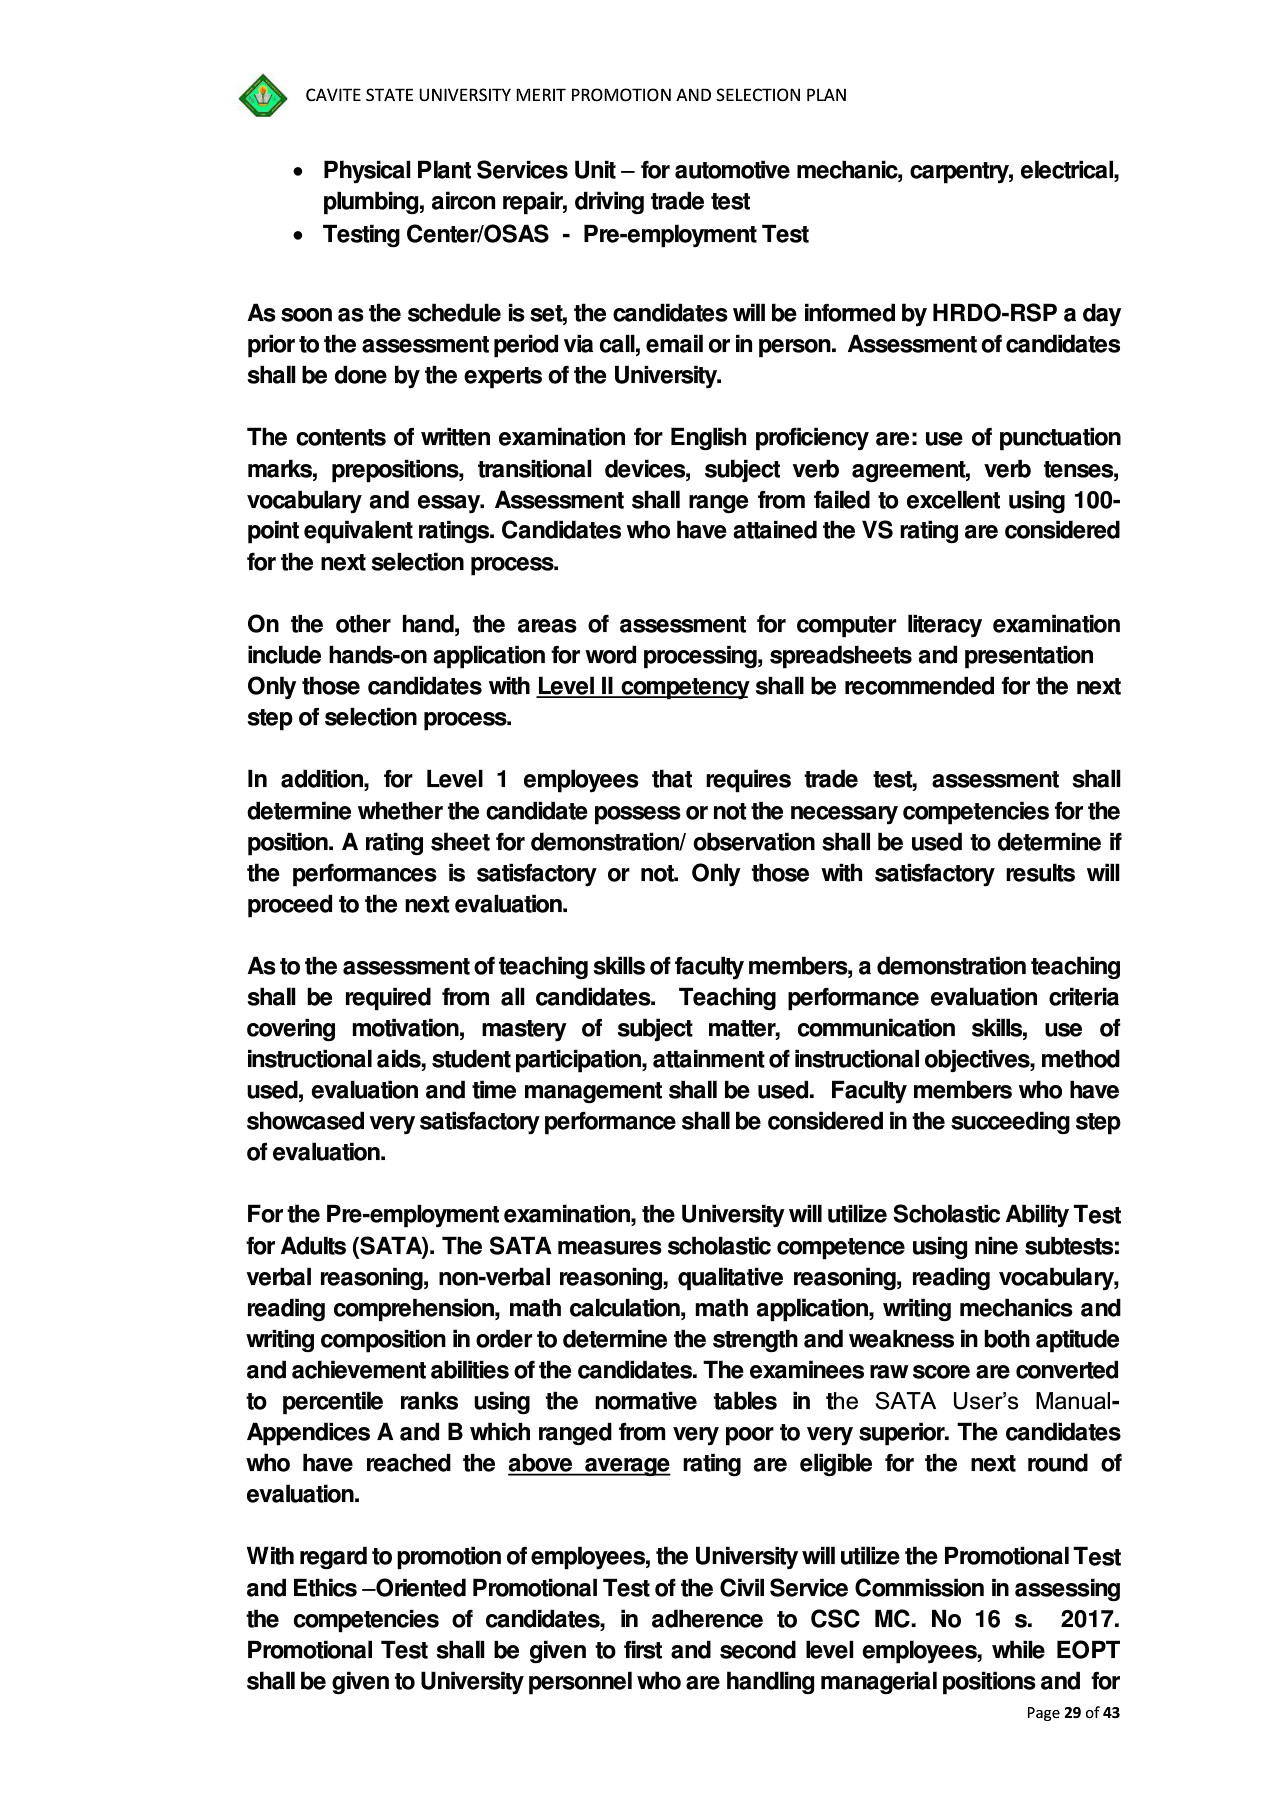 CAVITE STATE UNIVERSITY MERIT PROMOTION AND SELECTION PLAN
• Physical Plant Services Unit – for automotive mechanic, carpentry, electrical,
plumbing, aircon repair, driving trade test
• Testing Center/OSAS - Pre-employment Test
As soon as the schedule is set, the candidates will be informed by HRDO-RSP a day
prior to the assessment period via call, email or in person. Assessment of candidates
shall be done by the experts of the University.
The contents of written examination for English proficiency are: use of punctuation
marks, prepositions, transitional devices, subject verb agreement, verb tenses,
vocabulary and essay. Assessment shall range from failed to excellent using 100-
point equivalent ratings. Candidates who have attained the VS rating are considered
for the next selection process.
On the other hand, the areas of assessment for computer literacy examination
include hands-on application for word processing, spreadsheets and presentation
Only those candidates with Level II competency shall be recommended for the next
step of selection process.
In addition, for Level 1 employees that requires trade test, assessment shall
determine whether the candidate possess or not the necessary competencies for the
position. A rating sheet for demonstration/ observation shall be used to determine if
the performances is satisfactory or not. Only those with satisfactory results will
proceed to the next evaluation.
As to the assessment of teaching skills of faculty members, a demonstration teaching
shall be required from all candidates. Teaching performance evaluation criteria
covering motivation, mastery of subject matter, communication skills, use of
instructional aids, student participation, attainment of instructional objectives, method
used, evaluation and time management shall be used. Faculty members who have
showcased very satisfactory performance shall be considered in the succeeding step
of evaluation.
For the Pre-employment examination, the University will utilize Scholastic Ability Test
for Adults (SATA). The SATA measures scholastic competence using nine subtests:
verbal reasoning, non-verbal reasoning, qualitative reasoning, reading vocabulary,
reading comprehension, math calculation, math application, writing mechanics and
writing composition in order to determine the strength and weakness in both aptitude
and achievement abilities of the candidates. The examinees raw score are converted
to percentile ranks using the normative tables in the SATA User’s Manual-
Appendices A and B which ranged from very poor to very superior. The candidates
who have reached the above average rating are eligible for the next round of
evaluation.
With regard to promotion of employees, the University will utilize the Promotional Test
and Ethics –Oriented Promotional Test of the Civil Service Commission in assessing
the competencies of candidates, in adherence to CSC MC. No 16 s. 2017.
Promotional Test shall be given to first and second level employees, while EOPT
shall be given to University personnel who are handling managerial positions and for
Page 29 of 43